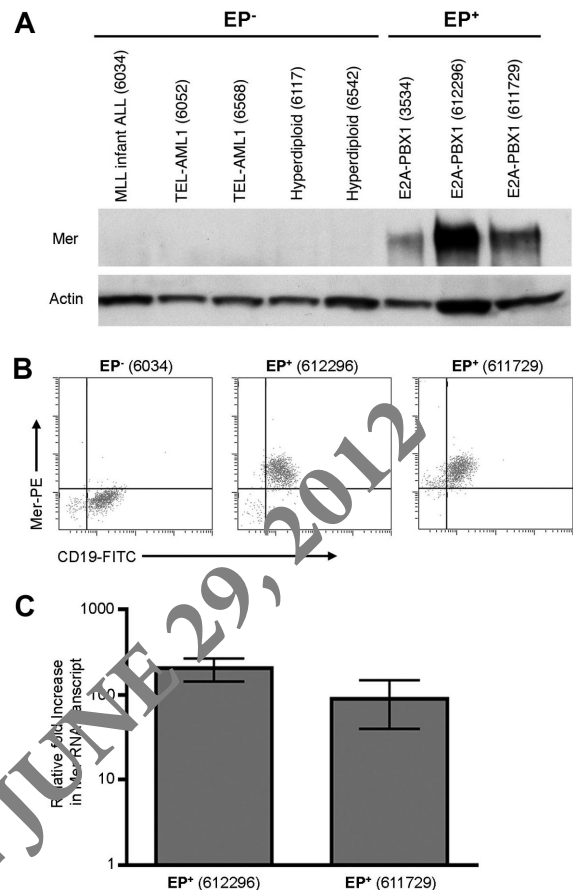 A
EP-
EP+
MLL infant ALL (6034)
TEL-AML1 (6052)
TEL-AML1 (6568)
Hyperdiploid (6117)
Hyperdiploid (6542)
E2A-PBX1 (3534)
E2A-PBX1 (612296)
E2A-PBX1 (611729)
Mer
Actin
B
EP- (6034)
EP+ (612296)
EP+ (611729)
Mer-PE
CD19-FITC
C
Relative fold Increase
in Mer RNA Transcript
1000
100
10
1
EP+ (612296)
EP+ (611729)
JUNE 29, 2012